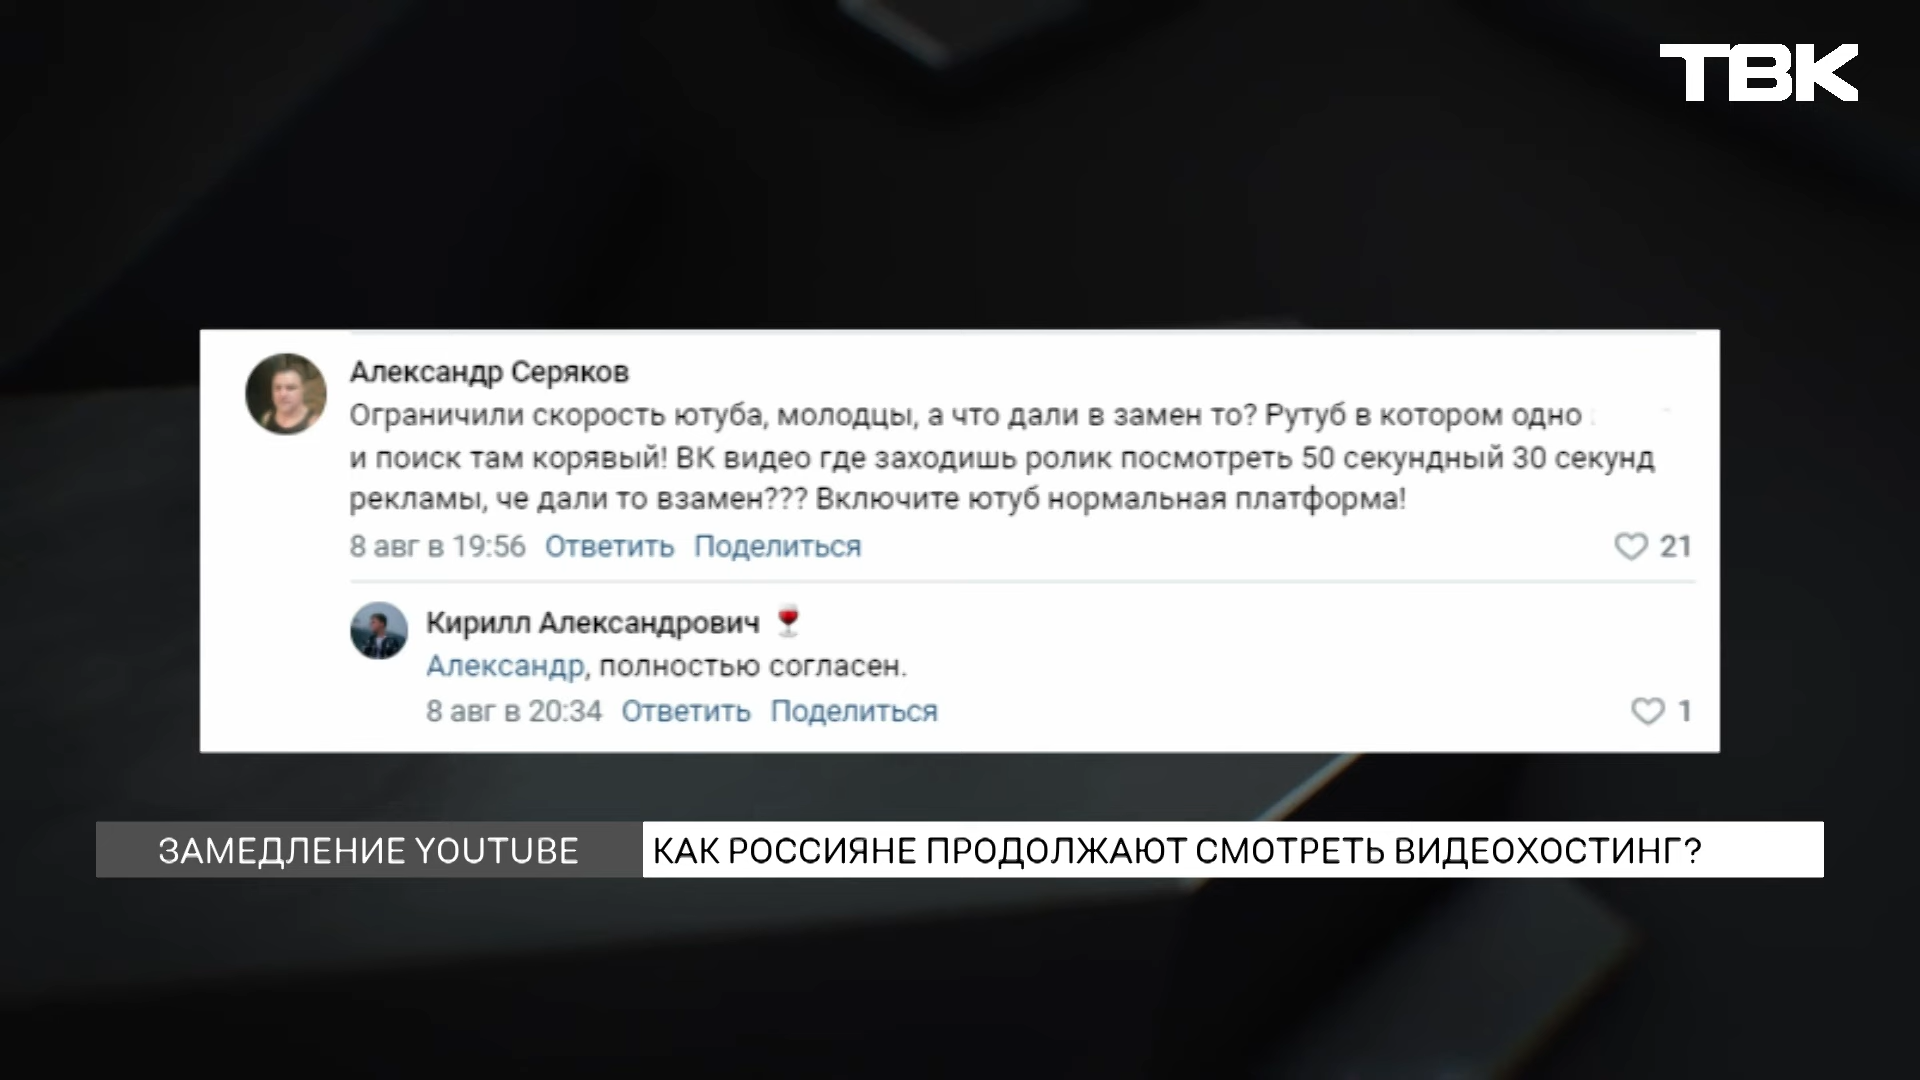 ТВК
Александр Серяков
Ограничили скорость ютуба, молодцы, а что дали в замен то? Рутуб в котором одно
и поиск там корявый! ВК видео где заходишь ролик посмотреть 50 секундный 30 секунд
рекламы, че дали то взамен??? Включите ютуб нормальная платформа!
8 авг в 19:56 Ответить Поделиться 21
Кирилл Александрович 🍷
Александр, полностью согласен.
8 авг в 20:34 Ответить Поделиться 1
ЗАМЕДЛЕНИЕ YOUTUBE КАК РОССИЯНЕ ПРОДОЛЖАЮТ СМОТРЕТЬ ВИДЕОХОСТИНГ?